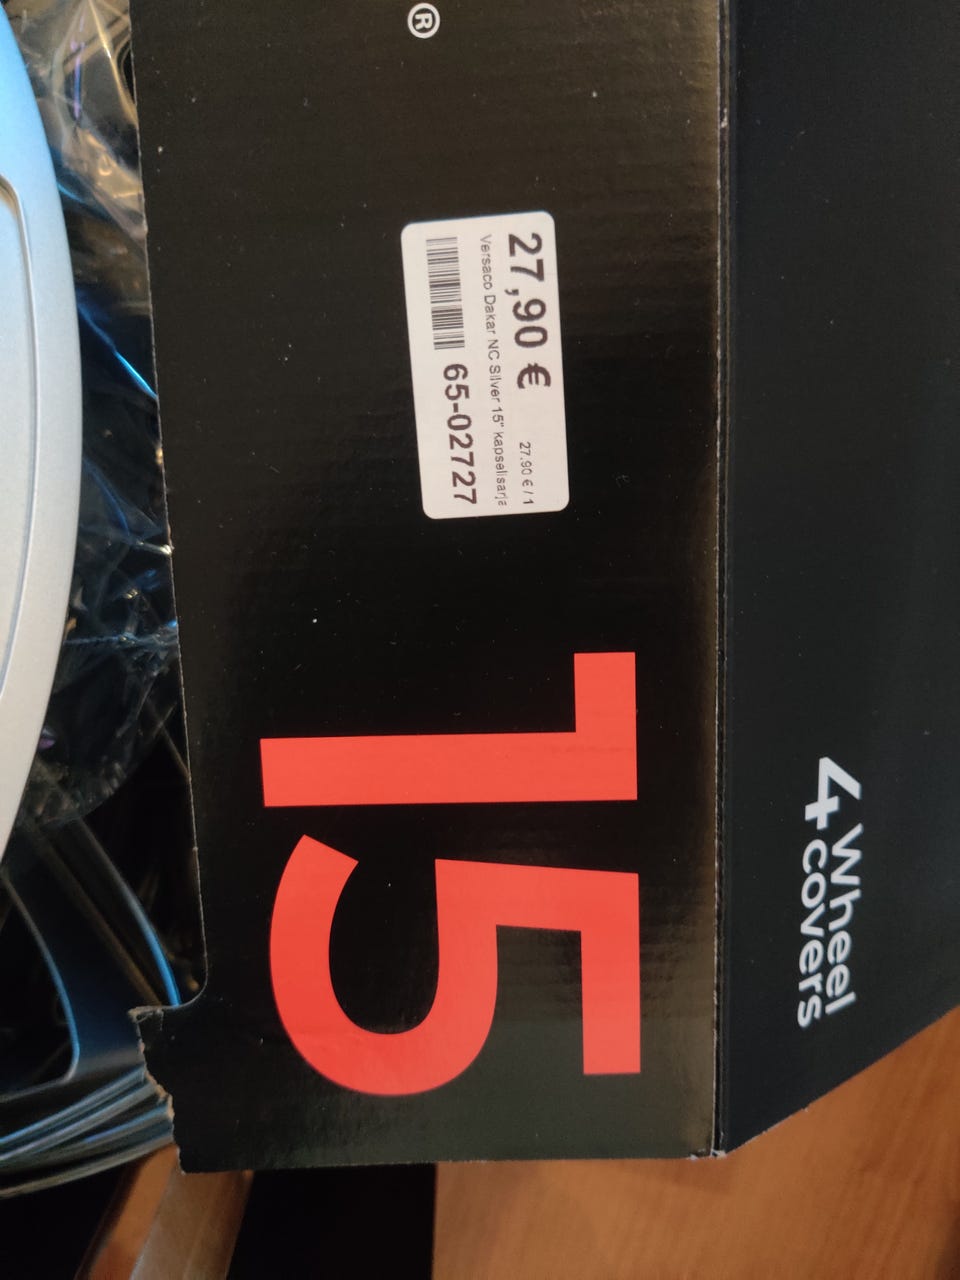 ®
27,90 €
27.90 € / 1
Versaco Dakar NC Silver 15" kapselisarja
65-02727
15
4 Wheel
covers